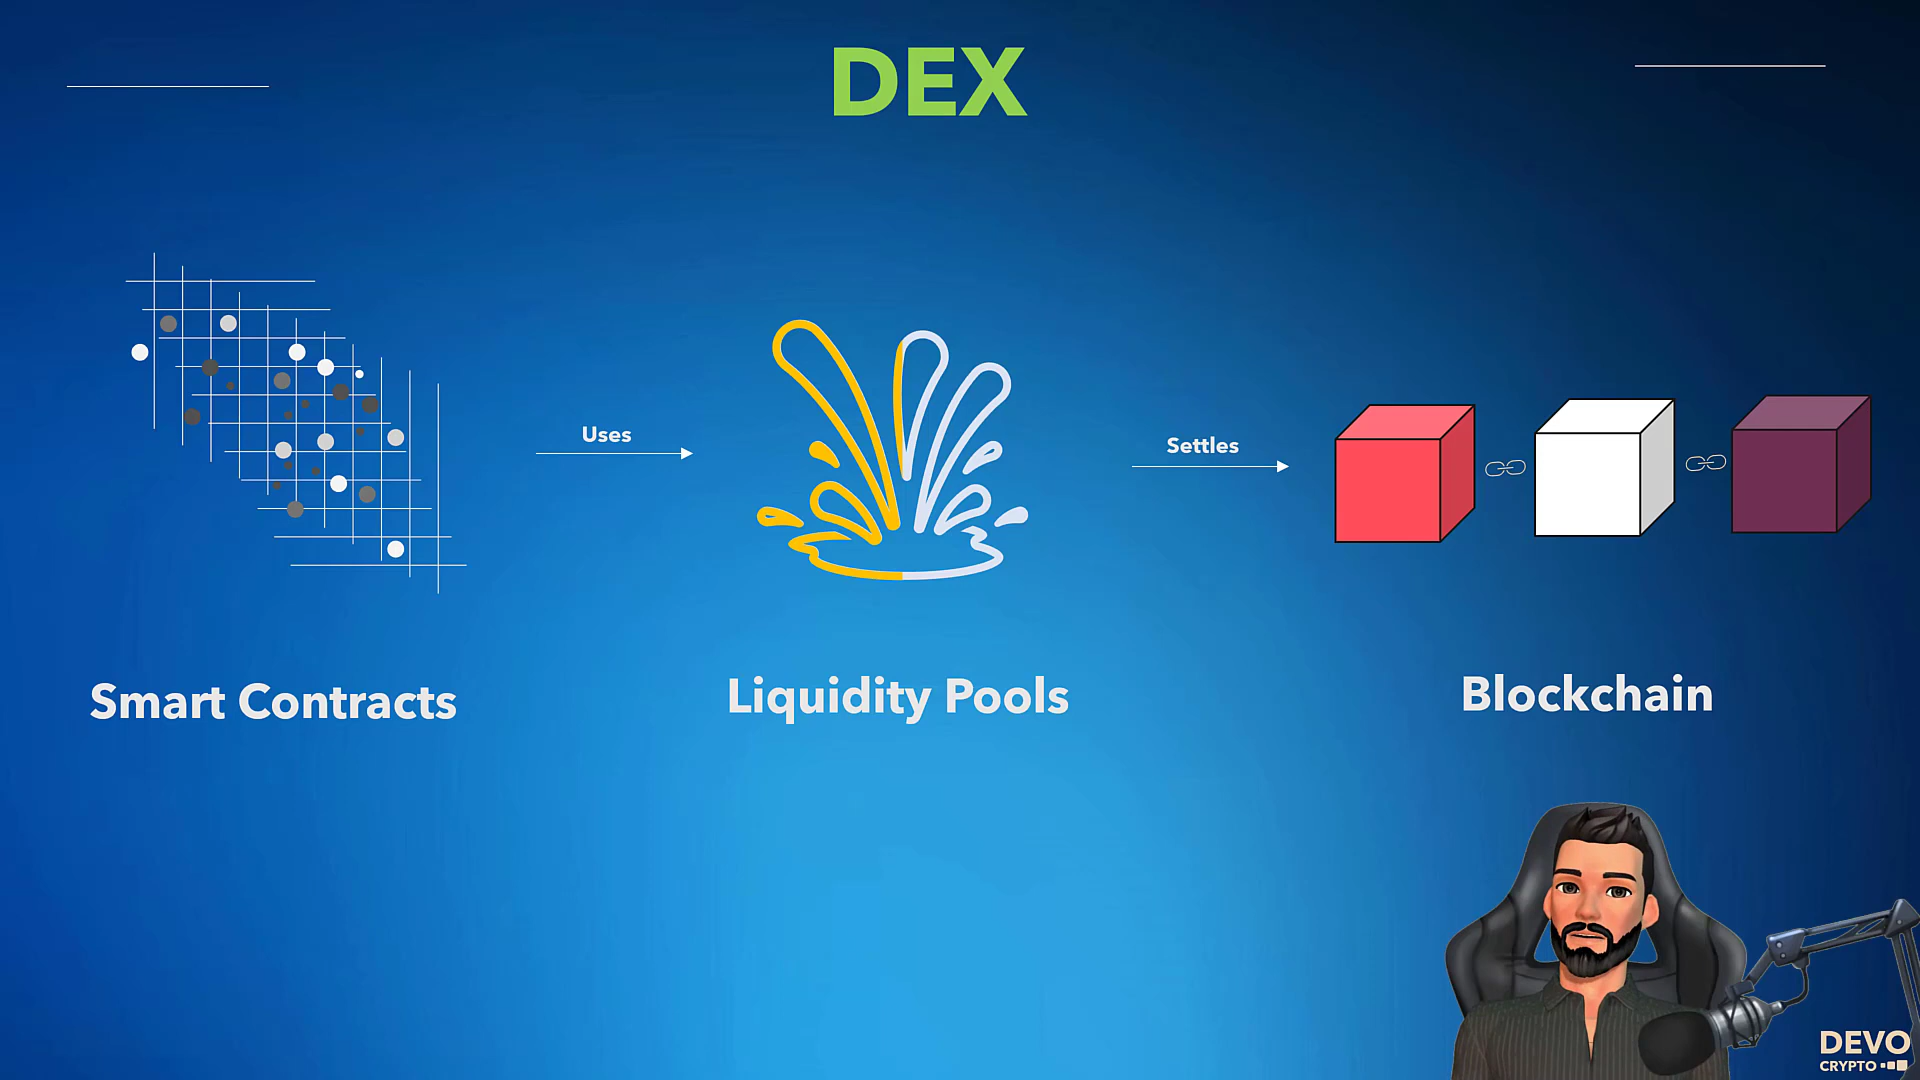 DEX
Uses
Settles
Smart Contracts
Liquidity Pools
Blockchain
DEVO
CRYPTO